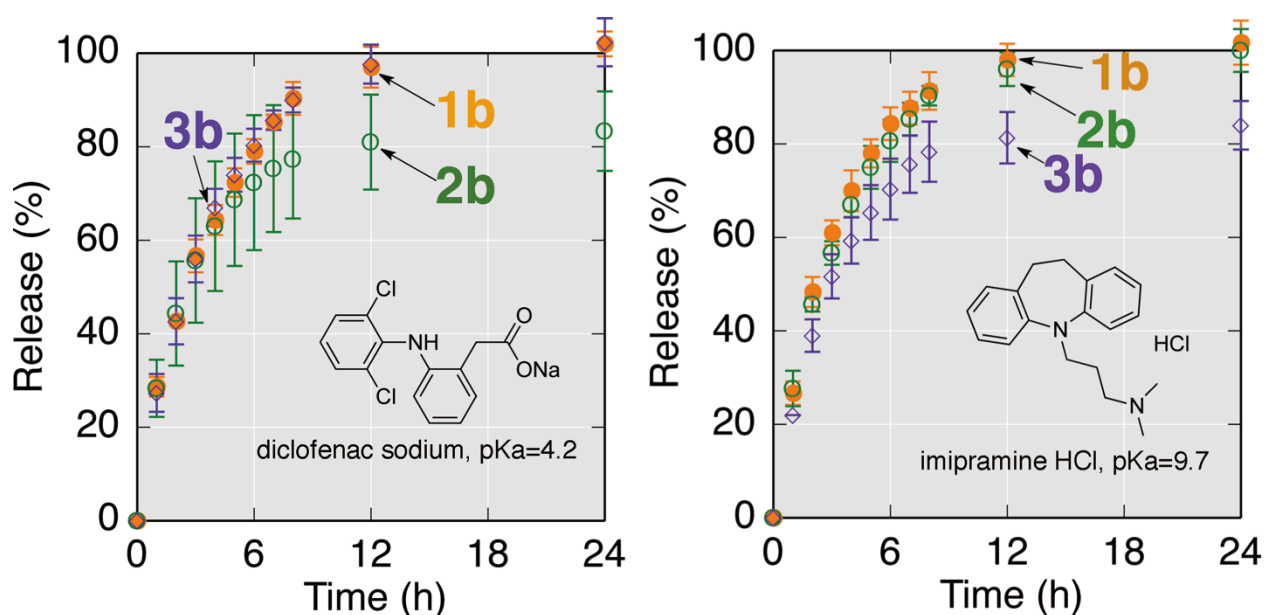 100
80
60
40
20
0
Release (%)
0
6
12
18
24
Time (h)
3b
1b
2b
Cl
NH
Cl
O
ONa
diclofenac sodium, pKa=4.2
100
80
60
40
20
0
Release (%)
0
6
12
18
24
Time (h)
1b
2b
3b
N
HCl
N
imipramine HCl, pKa=9.7